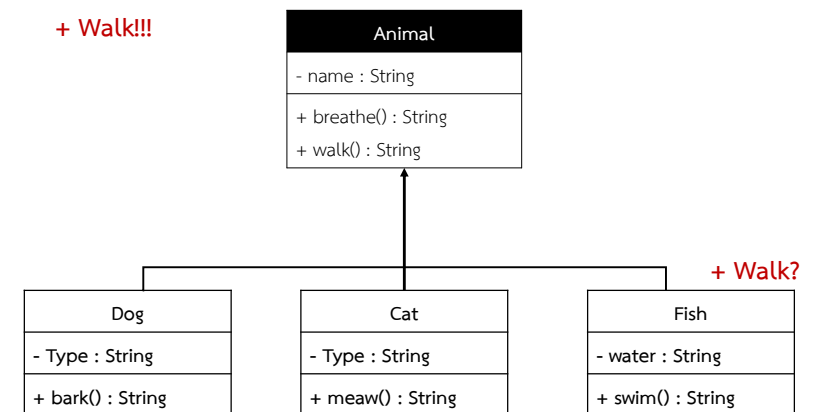 + Walk!!!
Animal
- name : String
+ breathe() : String
+ walk() : String
+ Walk?
Dog
- Type : String
+ bark() : String
Cat
- Type : String
+ meaw() : String
Fish
- water : String
+ swim() : String